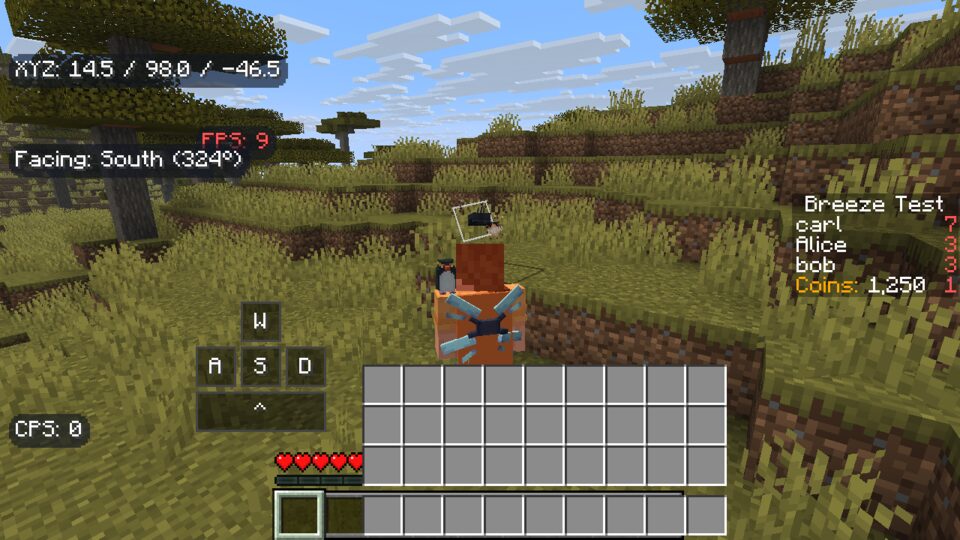 XYZ: 14.5 / 98.0 / -46.5
FPS: 9
Facing: South (324°)
Breeze Test
carl 7
Alice 3
bob 3
Coins: 1,250 1
W
A S D
^
CPS: 0